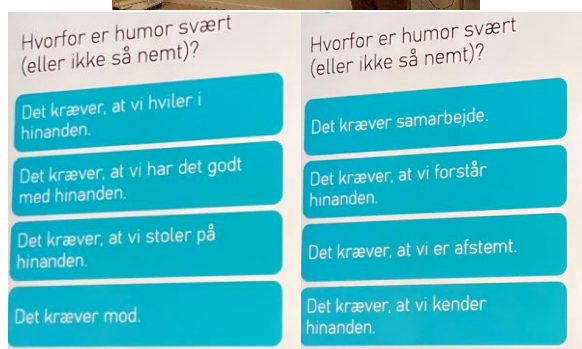 Hvorfor er humor svært
(eller ikke så nemt)?
Det kræver, at vi hviler i
hinanden.
Det kræver, at vi har det godt
med hinanden.
Det kræver, at vi stoler på
hinanden.
Det kræver mod.
Hvorfor er humor svært
(eller ikke så nemt)?
Det kræver samarbejde.
Det kræver, at vi forstår
hinanden.
Det kræver, at vi er afstemt.
Det kræver, at vi kender
hinanden.